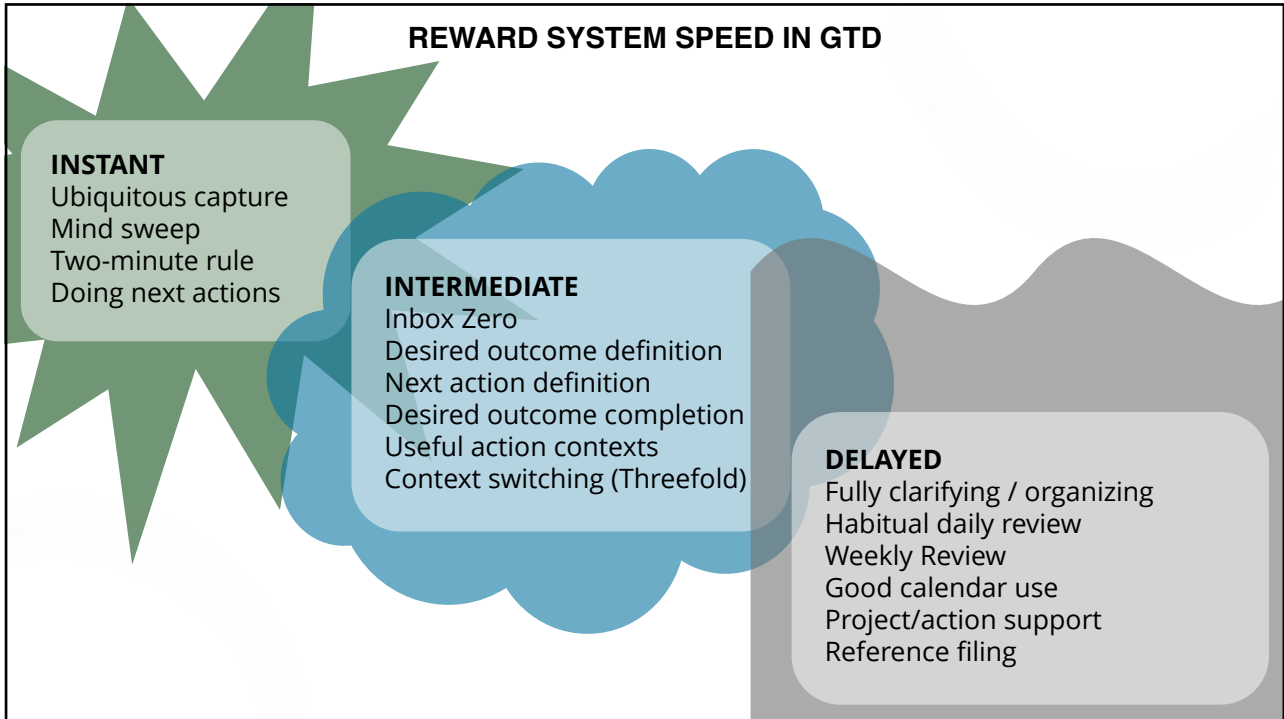 REWARD SYSTEM SPEED IN GTD
INSTANT
Ubiquitous capture
Mind sweep
Two-minute rule
Doing next actions
INTERMEDIATE
Inbox Zero
Desired outcome definition
Next action definition
Desired outcome completion
Useful action contexts
Context switching (Threefold)
DELAYED
Fully clarifying / organizing
Habitual daily review
Weekly Review
Good calendar use
Project/action support
Reference filing